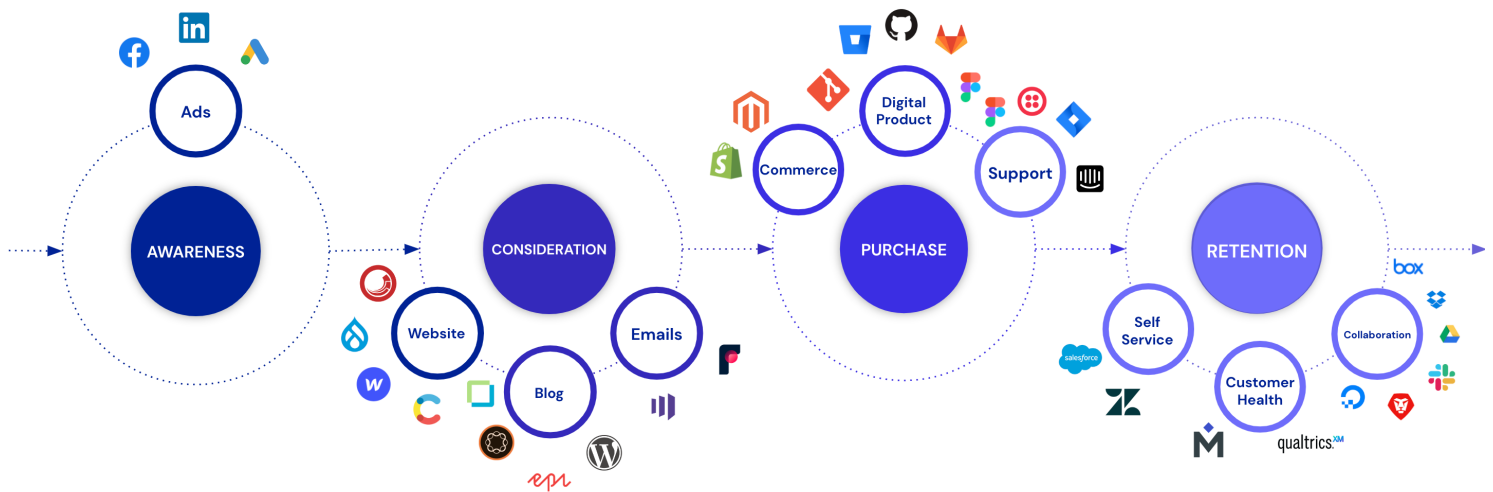 Ads
AWARENESS
CONSIDERATION
Website
Blog
Emails
epi
Commerce
Digital
Product
Support
PURCHASE
RETENTION
Self
Service
salesforce
Customer
Health
qualtrics.XM
Collaboration
box